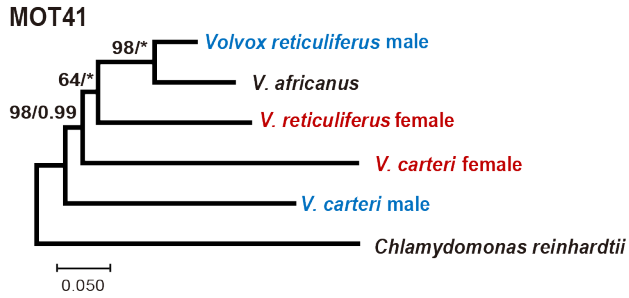 MOT41
98/*
Volvox reticuliferus male
V. africanus
64/*
V. reticuliferus female
98/0.99
V. carteri female
V. carteri male
Chlamydomonas reinhardtii
0.050